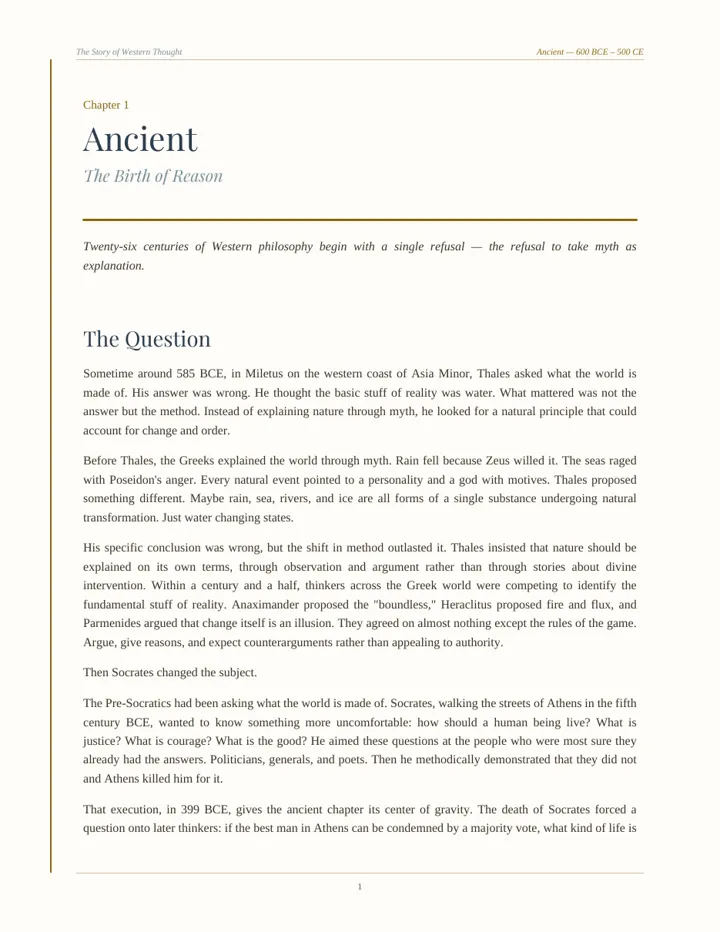 The Story of Western Thought
Ancient — 600 BCE – 500 CE
Chapter 1
Ancient
The Birth of Reason
Twenty-six centuries of Western philosophy begin with a single refusal — the refusal to take myth as
explanation.
The Question
Sometime around 585 BCE, in Miletus on the western coast of Asia Minor, Thales asked what the world is
made of. His answer was wrong. He thought the basic stuff of reality was water. What mattered was not the
answer but the method. Instead of explaining nature through myth, he looked for a natural principle that could
account for change and order.
Before Thales, the Greeks explained the world through myth. Rain fell because Zeus willed it. The seas raged
with Poseidon's anger. Every natural event pointed to a personality and a god with motives. Thales proposed
something different. Maybe rain, sea, rivers, and ice are all forms of a single substance undergoing natural
transformation. Just water changing states.
His specific conclusion was wrong, but the shift in method outlasted it. Thales insisted that nature should be
explained on its own terms, through observation and argument rather than through stories about divine
intervention. Within a century and a half, thinkers across the Greek world were competing to identify the
fundamental stuff of reality. Anaximander proposed the "boundless," Heraclitus proposed fire and flux, and
Parmenides argued that change itself is an illusion. They agreed on almost nothing except the rules of the game.
Argue, give reasons, and expect counterarguments rather than appealing to authority.
Then Socrates changed the subject.
The Pre-Socratics had been asking what the world is made of. Socrates, walking the streets of Athens in the fifth
century BCE, wanted to know something more uncomfortable: how should a human being live? What is
justice? What is courage? What is the good? He aimed these questions at the people who were most sure they
already had the answers. Politicians, generals, and poets. Then he methodically demonstrated that they did not
and Athens killed him for it.
That execution, in 399 BCE, gives the ancient chapter its center of gravity. The death of Socrates forced a
question onto later thinkers: if the best man in Athens can be condemned by a majority vote, what kind of life is
1